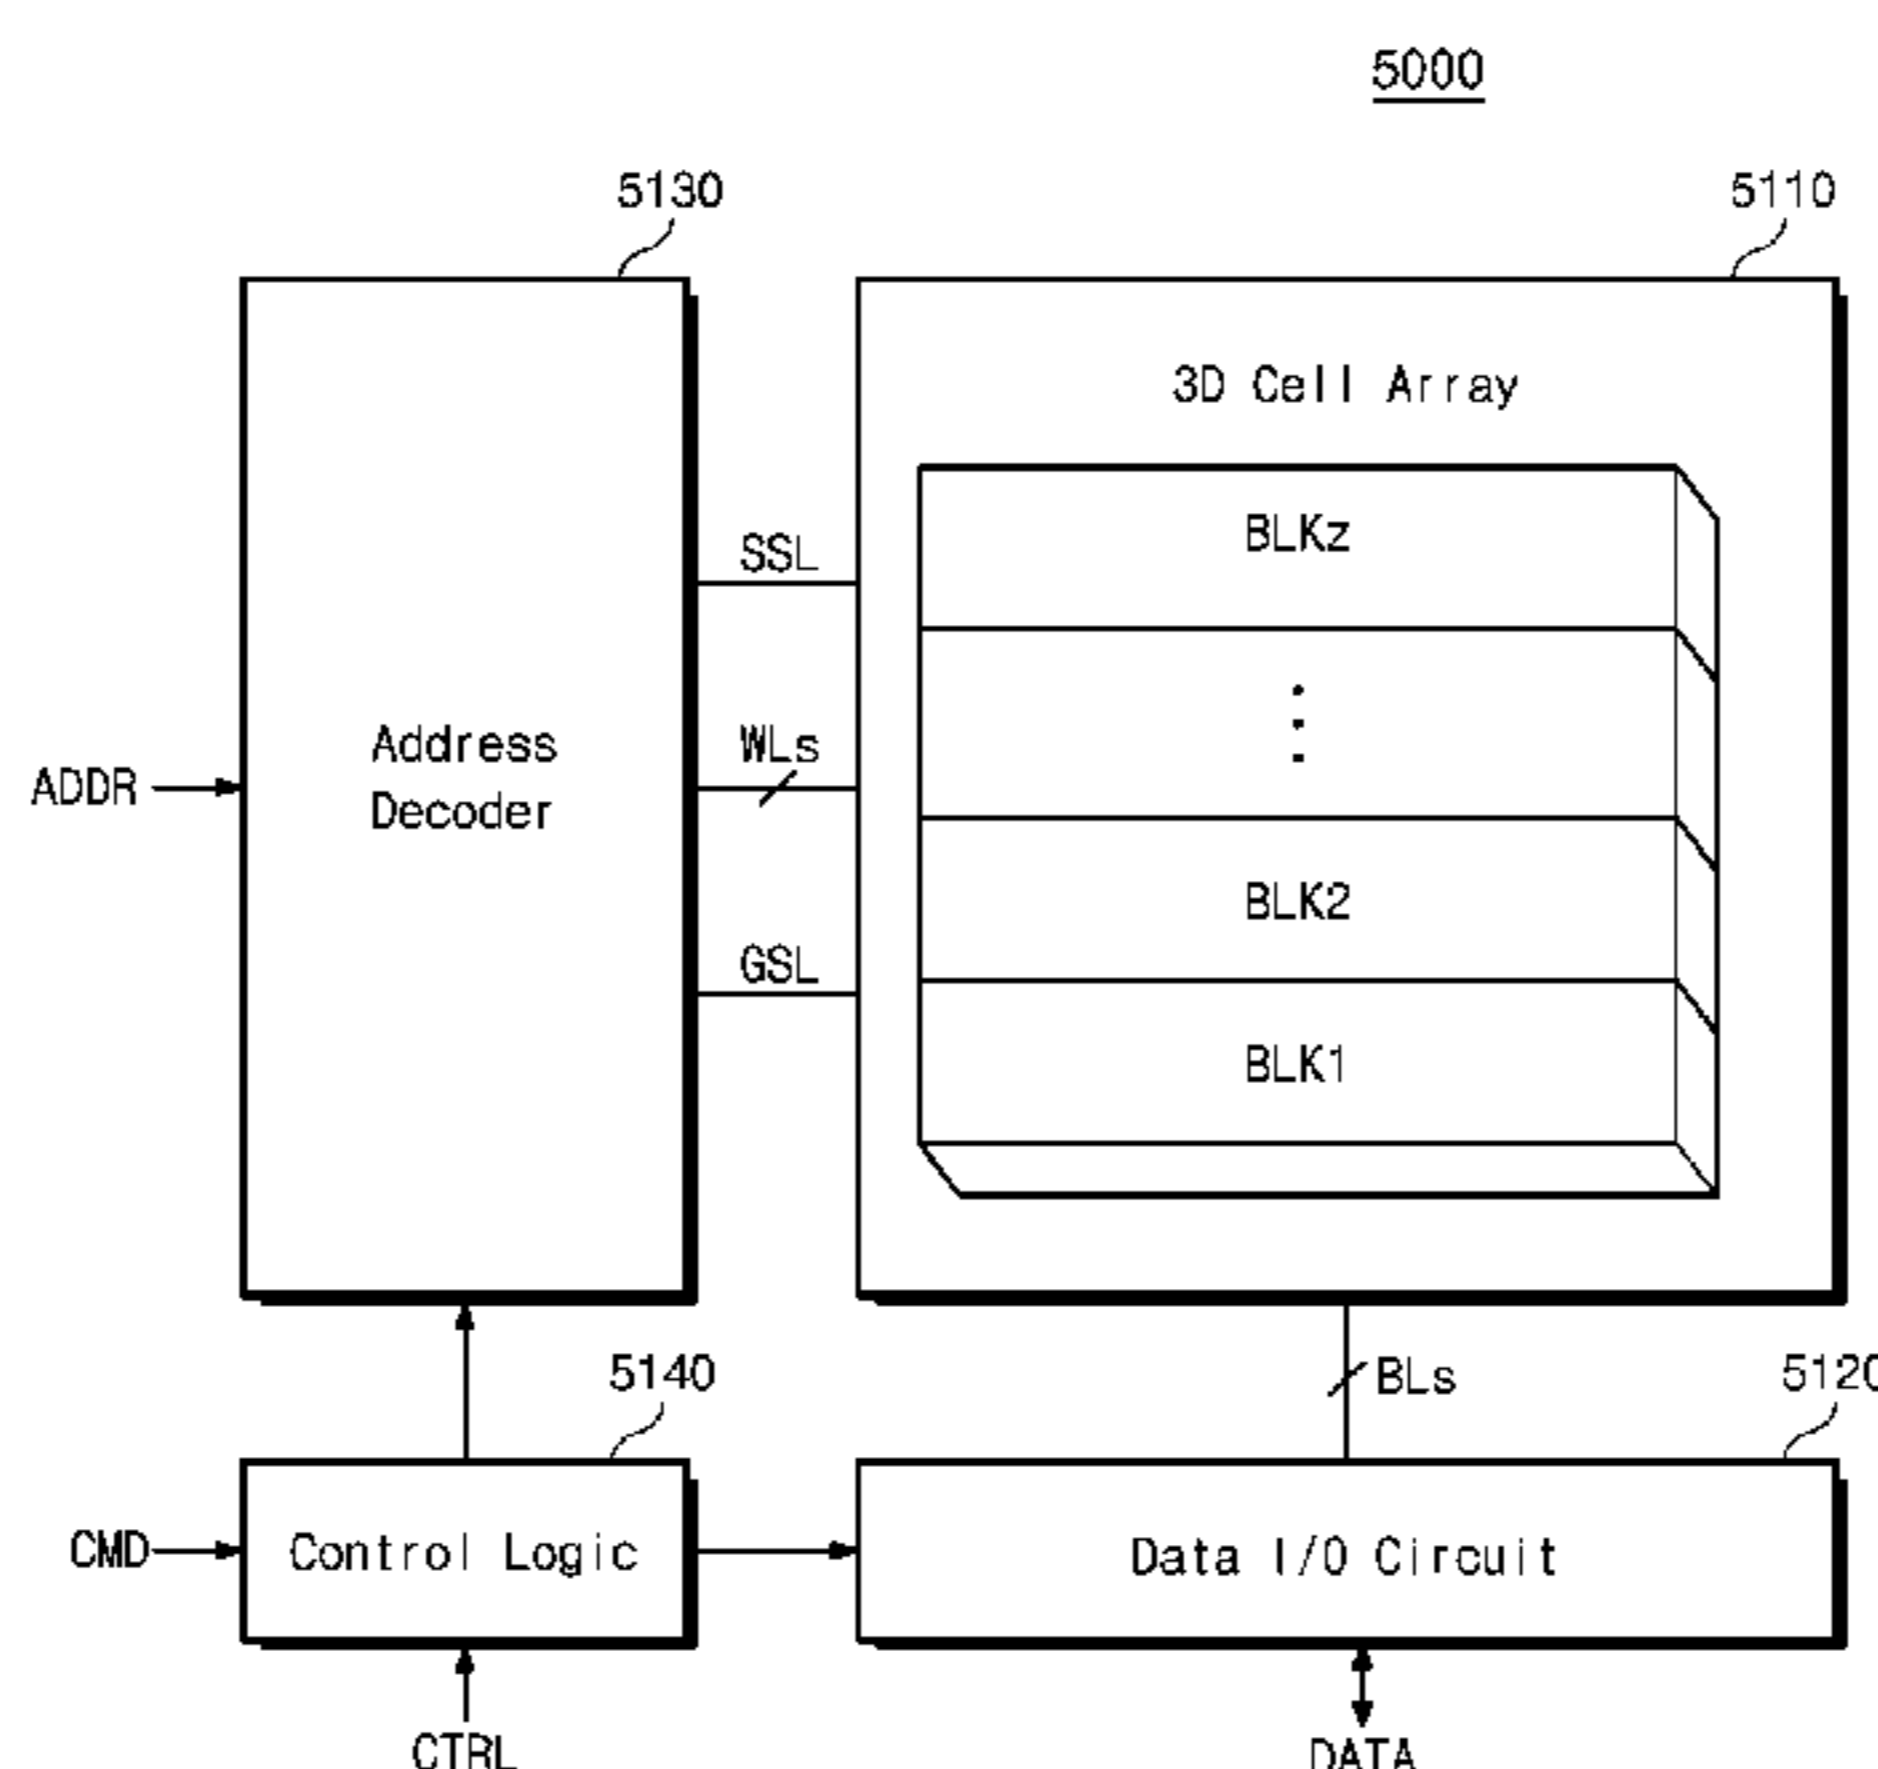 5000
5130
5110
3D Cell Array
BLKz
SSL
WLs
Address
Decoder
ADDR
BLK2
GSL
BLK1
5140
BLs
5120
CMD
Control Logic
Data I/O Circuit
CTRL
DATA